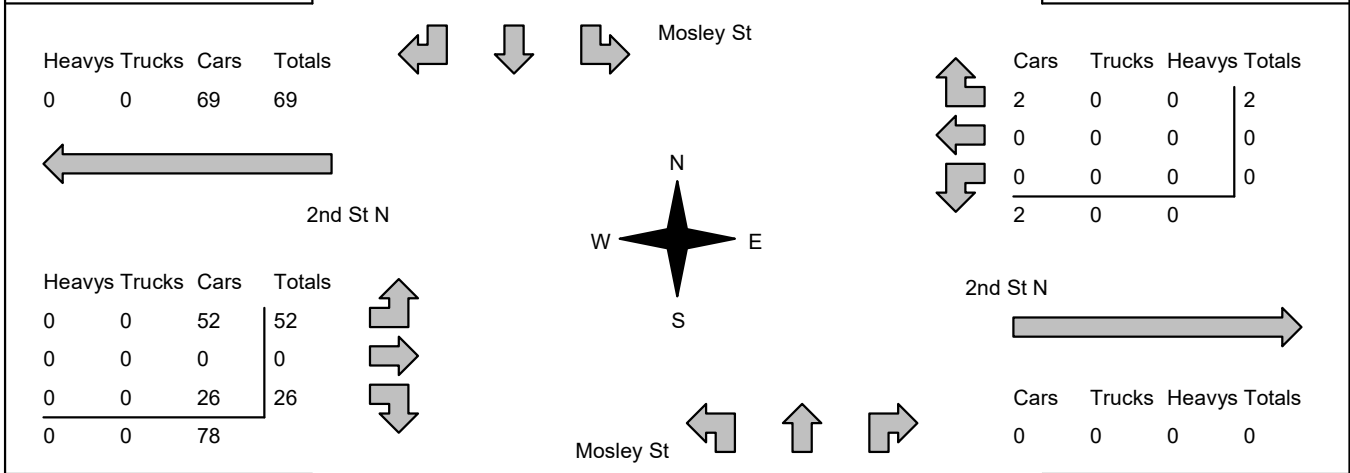 Mosley St
Heavys Trucks Cars Totals
0 0 69 69
2nd St N
Heavys Trucks Cars Totals
0 0 52 52
0 0 0 0
0 0 26 26
0 0 78
N
W E
S
Mosley St
Cars Trucks Heavys Totals
2 0 0 2
0 0 0 0
0 0 0 0
2 0 0
2nd St N
Cars Trucks Heavys Totals
0 0 0 0